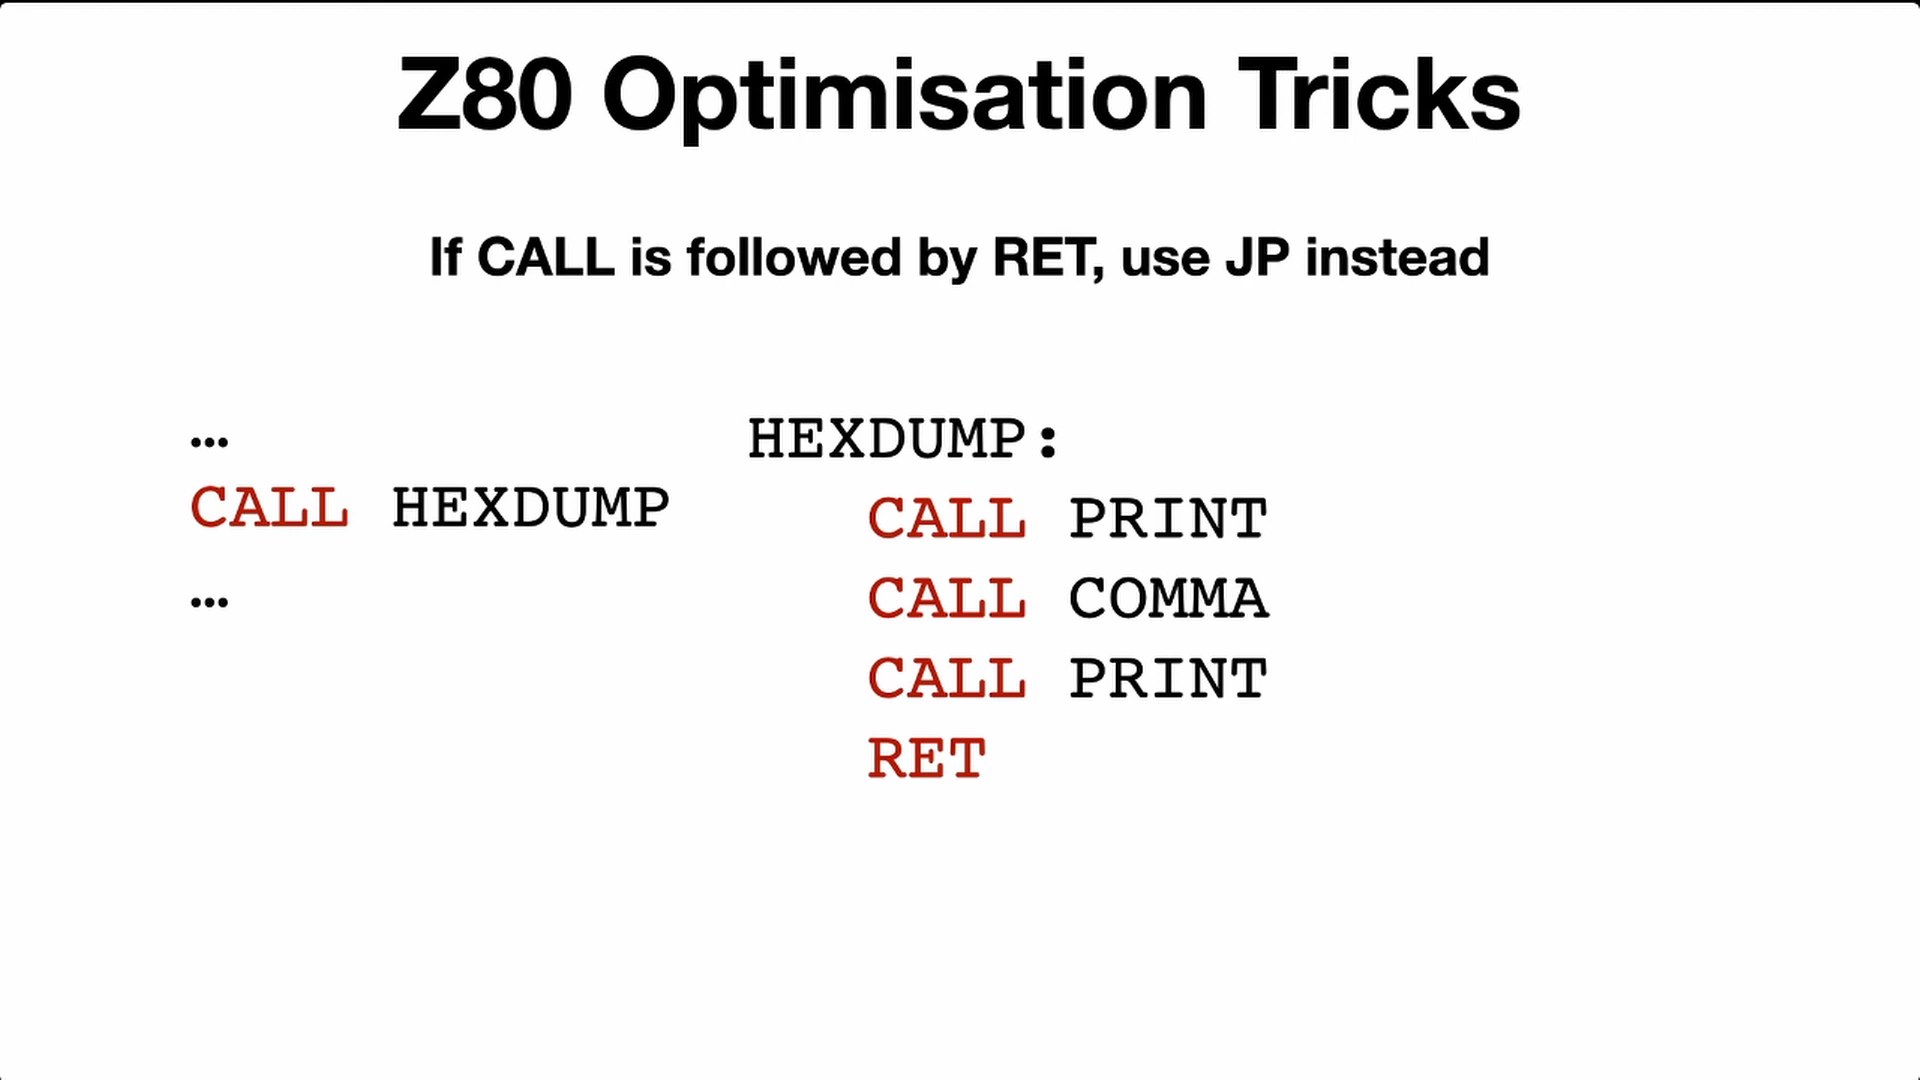 Z80 Optimisation Tricks
If CALL is followed by RET, use JP instead
…
CALL HEXDUMP
…
HEXDUMP:
CALL PRINT
CALL COMMA
CALL PRINT
RET